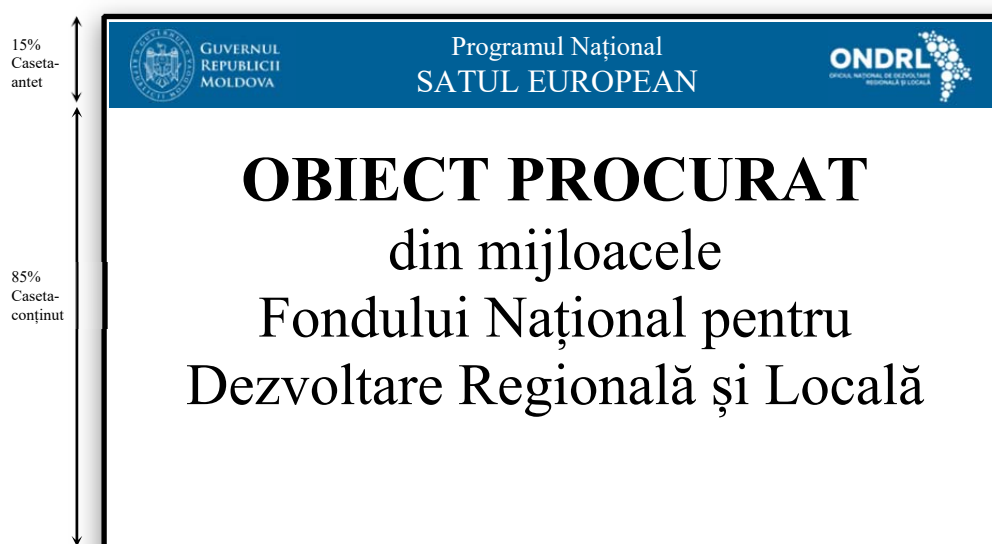 15%
Caseta-
antet
GUVERNUL
REPUBLICII
MOLDOVA
Programul Național
SATUL EUROPEAN
ONDRL
OFICIUL NAȚIONAL DE DEZVOLTARE
REGIONALĂ ȘI LOCALĂ
OBIECT PROCURAT
din mijloacele
Fondului Național pentru
Dezvoltare Regională și Locală
85%
Caseta-
conținut